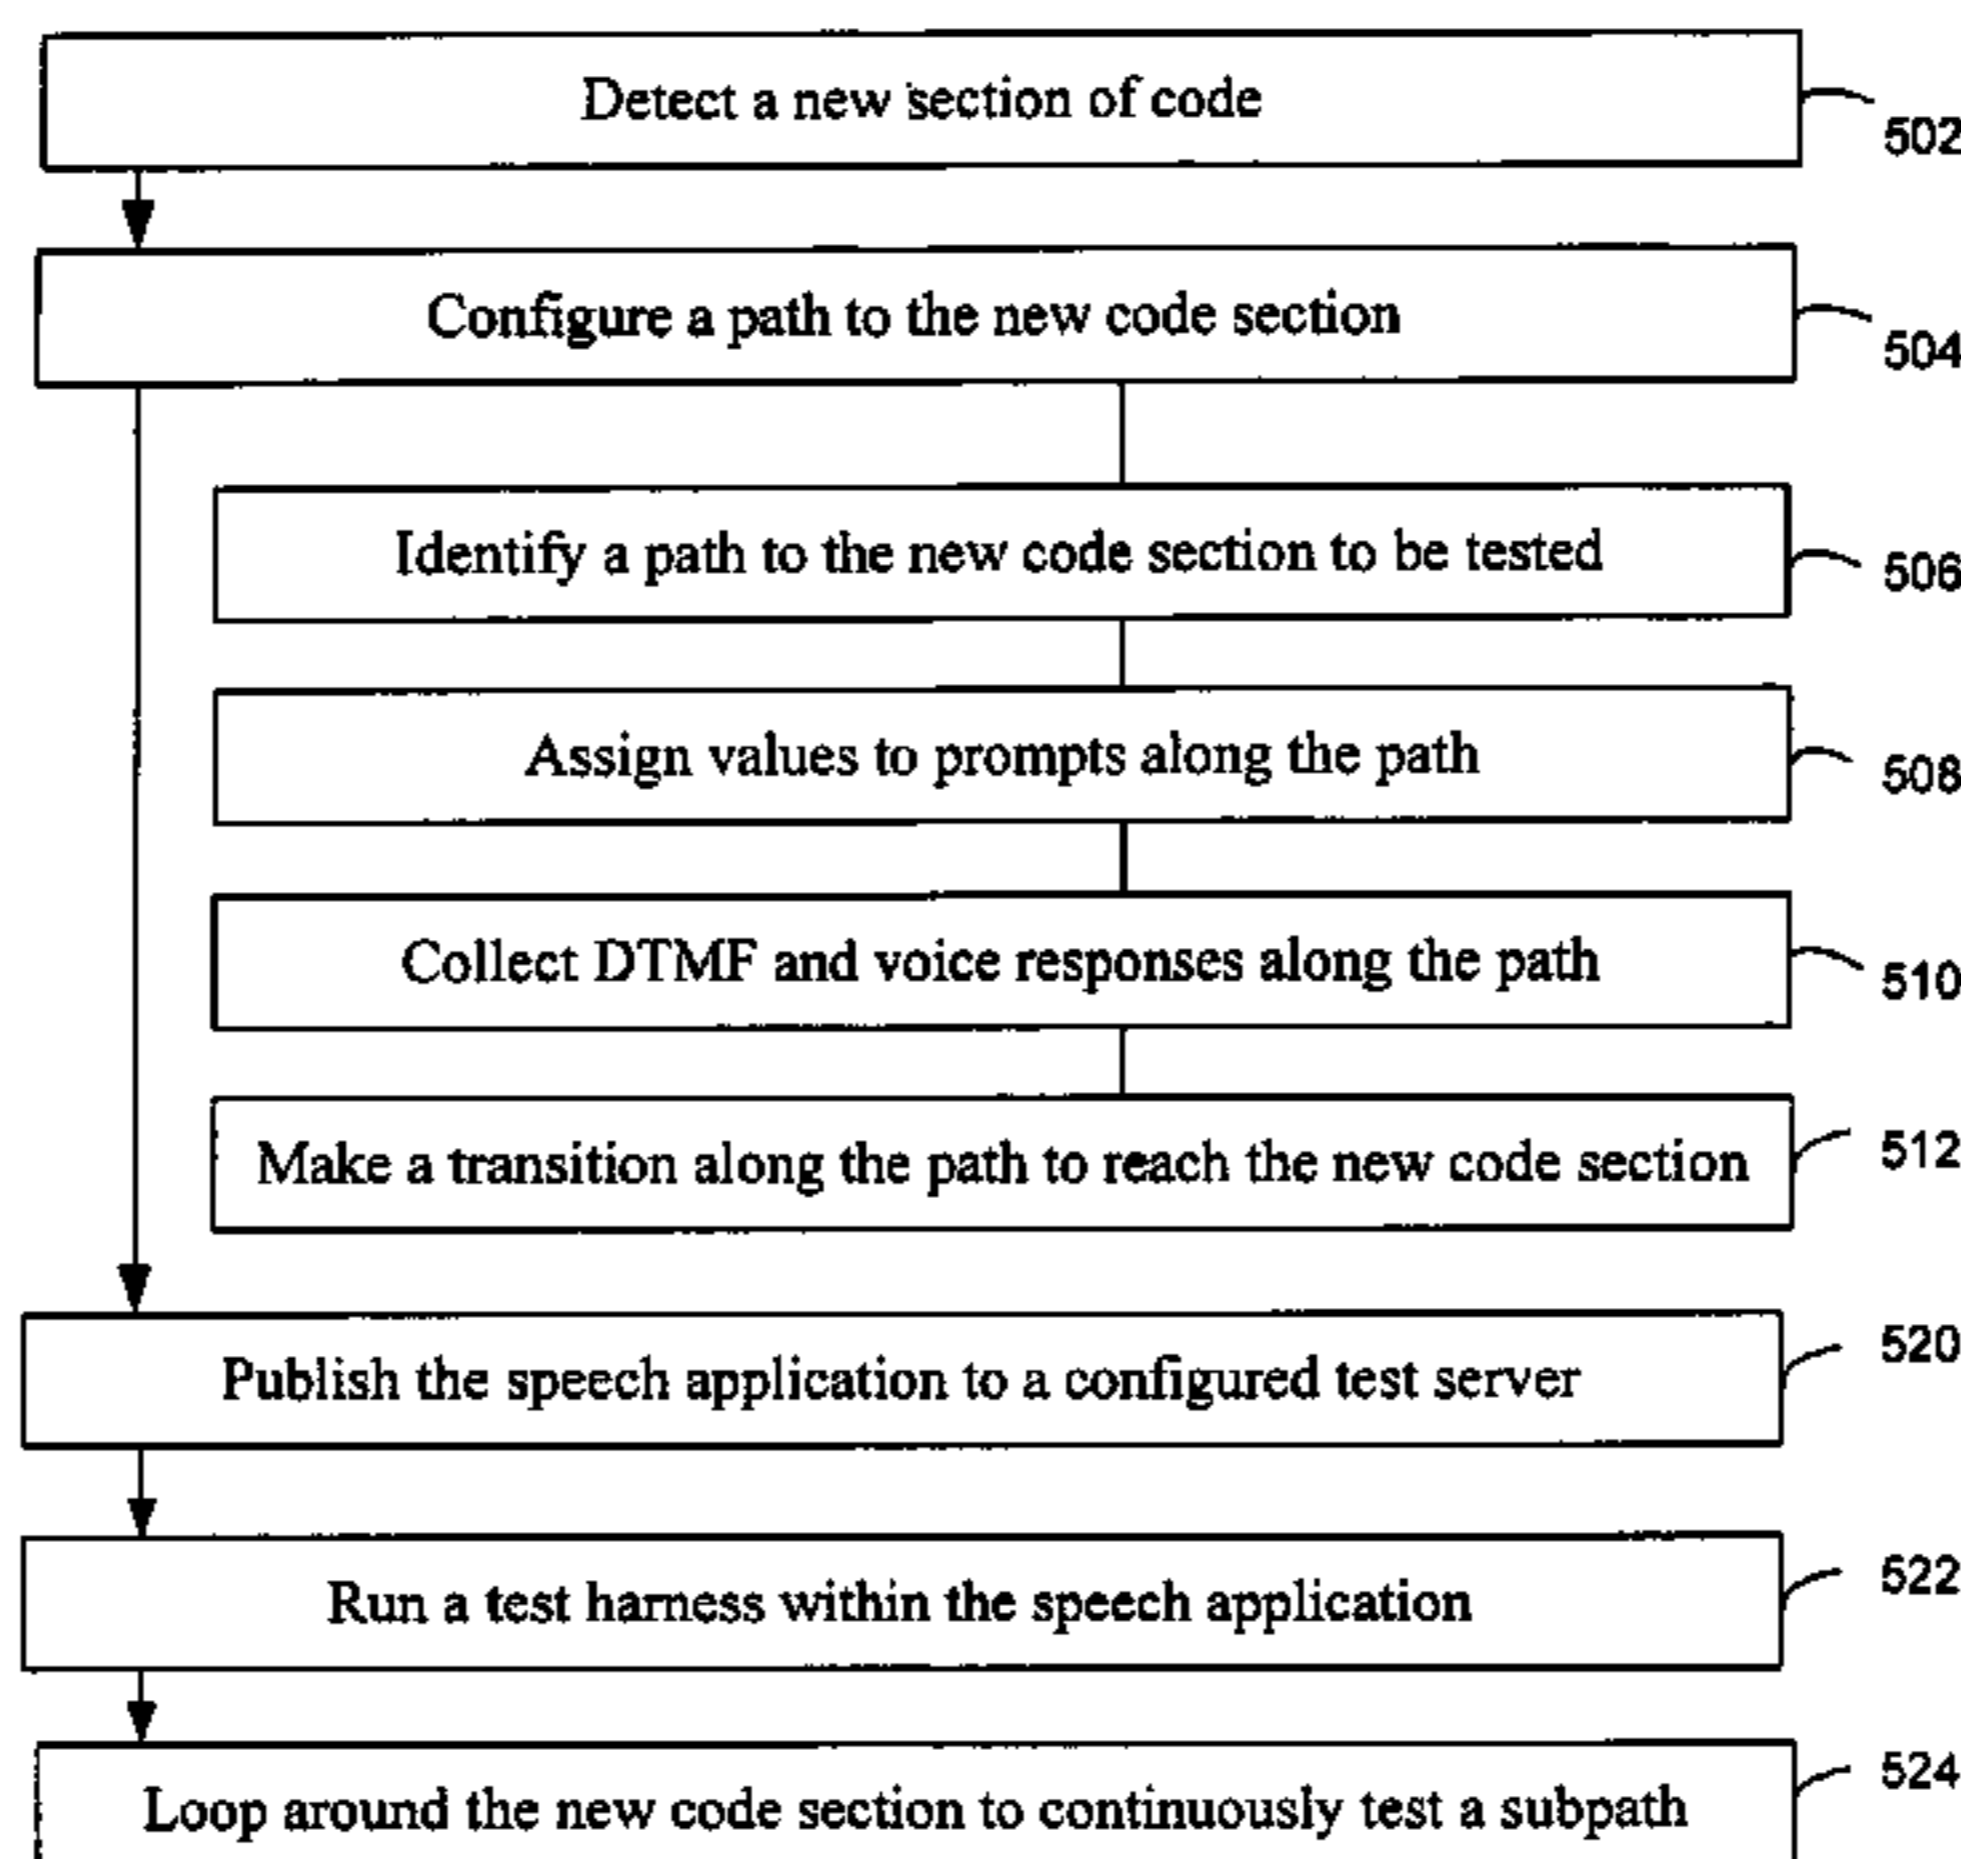 Detect a new section of code
502
Configure a path to the new code section
504
Identify a path to the new code section to be tested
506
Assign values to prompts along the path
508
Collect DTMF and voice responses along the path
510
Make a transition along the path to reach the new code section
512
Publish the speech application to a configured test server
520
Run a test harness within the speech application
522
Loop around the new code section to continuously test a subpath
524